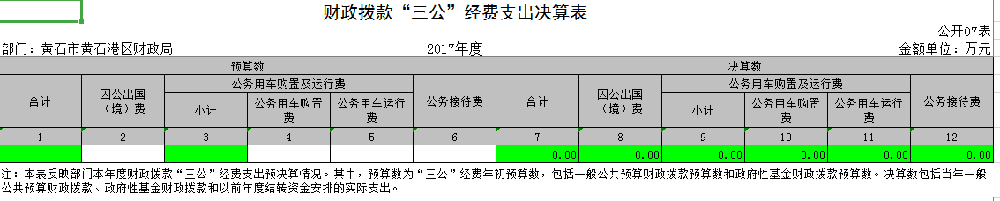 财政拨款“三公”经费支出决算表
公开07表
部门：黄石市黄石港区财政局 2017年度 金额单位：万元
预算数 决算数
合计 因公出国（境）费 公务用车购置及运行费 公务接待费 合计 因公出国（境）费 公务用车购置及运行费 公务接待费
小计 公务用车购置费 公务用车运行费 小计 公务用车购置费 公务用车运行费
1 2 3 4 5 6 7 8 9 10 11 12
0.00 0.00 0.00 0.00 0.00 0.00
注：本表反映部门本年度财政拨款“三公”经费支出预决算情况。其中，预算数为“三公”经费年初预算数，包括一般公共预算财政拨款预算数和政府性基金财政拨款预算数。决算数包括当年一般
公共预算财政拨款、政府性基金财政拨款和以前年度结转资金安排的实际支出。